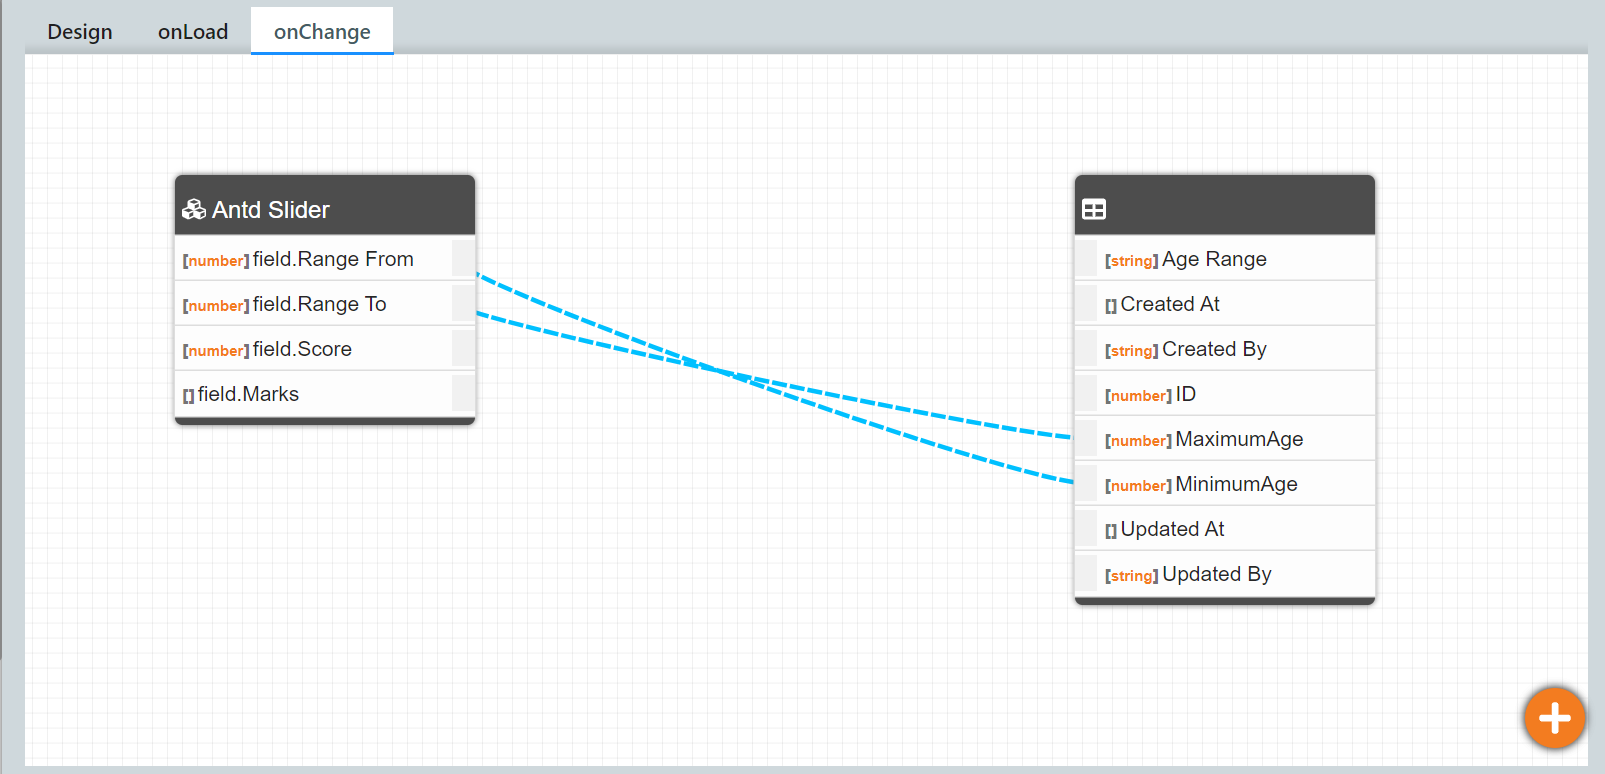 Design onLoad onChange
Antd Slider
[number] field.Range From
[number] field.Range To
[number] field.Score
[] field.Marks
[string] Age Range
[] Created At
[string] Created By
[number] ID
[number] MaximumAge
[number] MinimumAge
[] Updated At
[string] Updated By